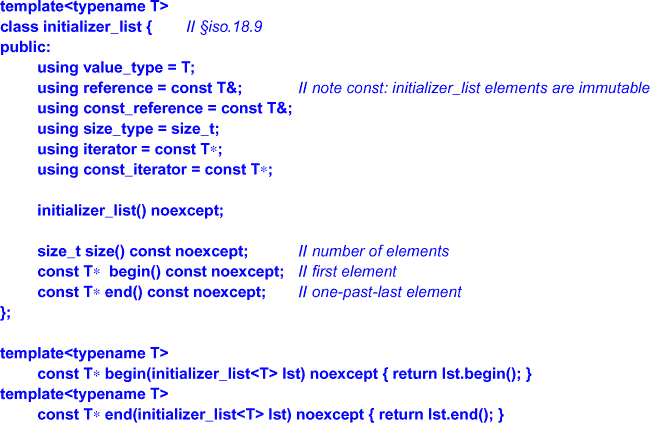 template<typename T>
class initializer_list { // §iso.18.9
public:
using value_type = T;
using reference = const T&; // note const: initializer_list elements are immutable
using const_reference = const T&;
using size_type = size_t;
using iterator = const T*;
using const_iterator = const T*;
initializer_list() noexcept;
size_t size() const noexcept; // number of elements
const T* begin() const noexcept; // first element
const T* end() const noexcept; // one-past-last element
};
template<typename T>
const T* begin(initializer_list<T> lst) noexcept { return lst.begin(); }
template<typename T>
const T* end(initializer_list<T> lst) noexcept { return lst.end(); }